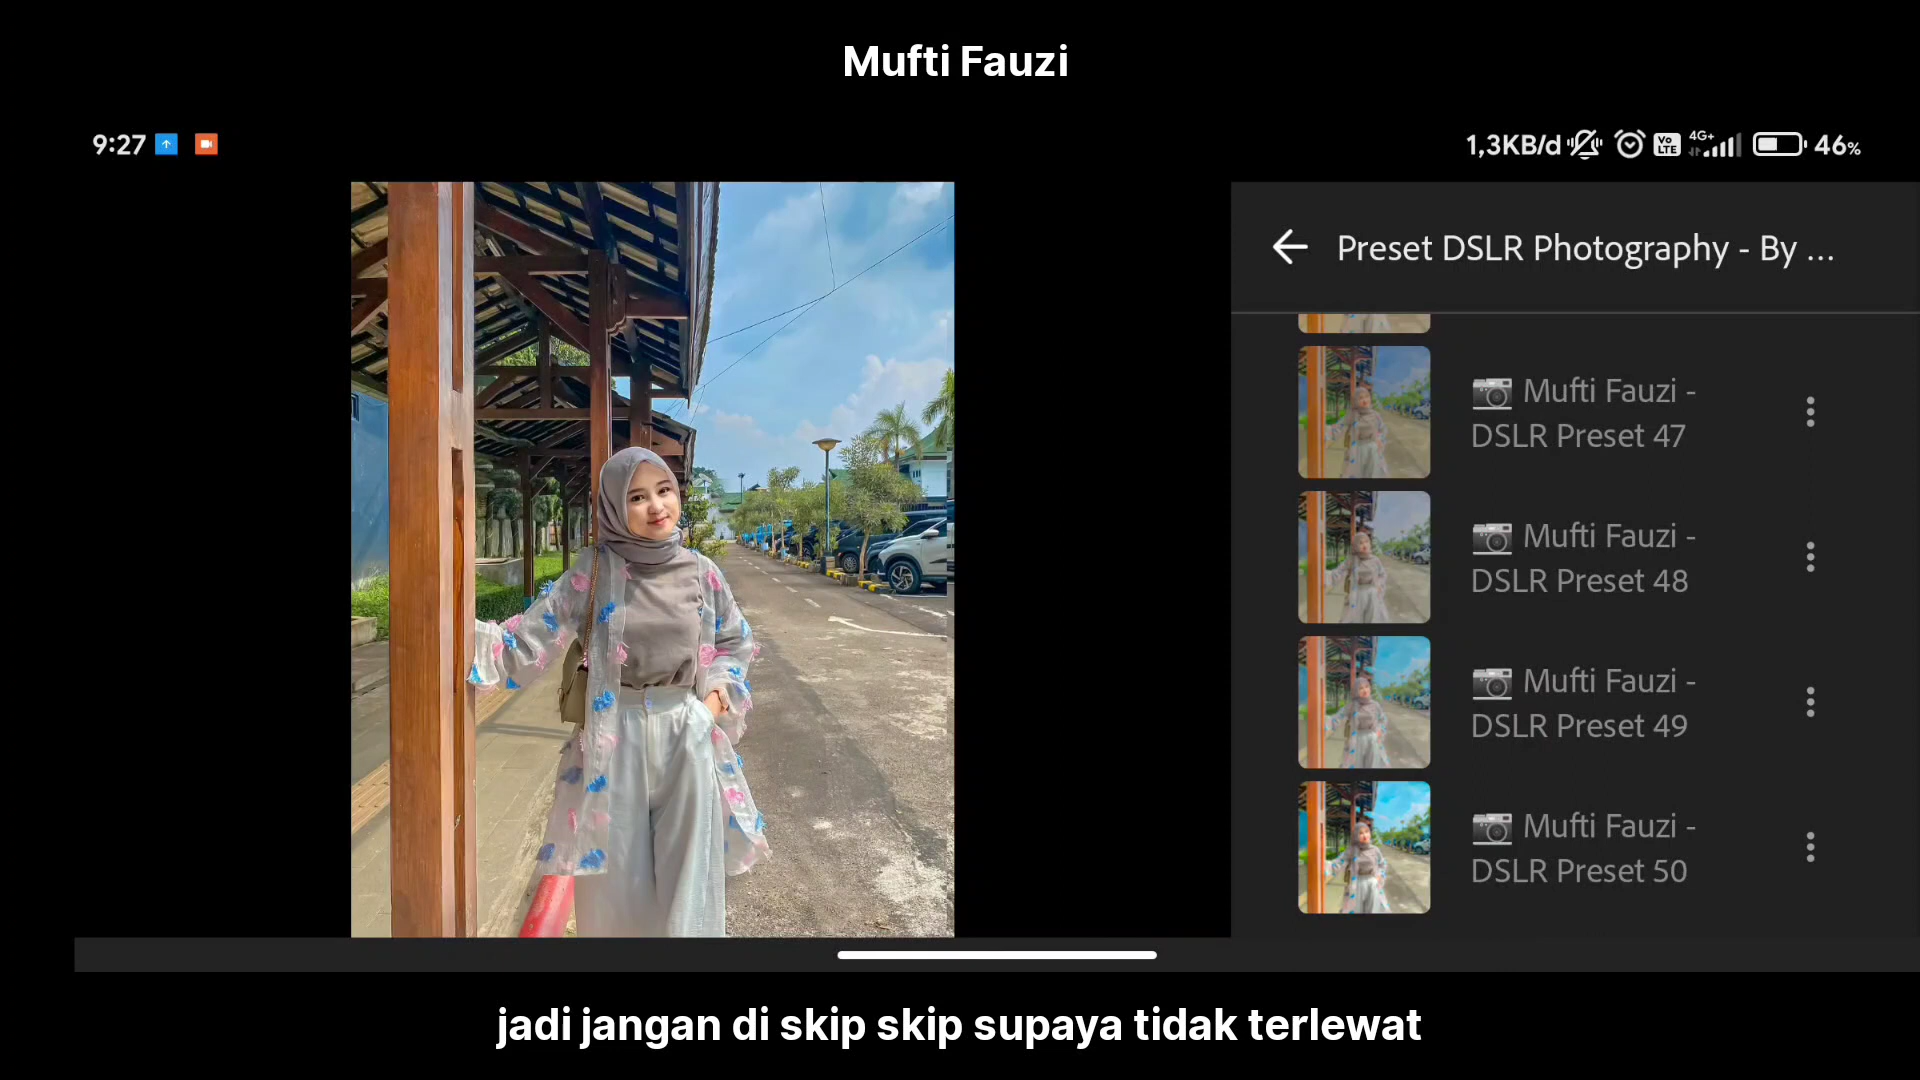 Mufti Fauzi
9:27
1,3KB/d
Vo LTE
4G+
46%
Preset DSLR Photography - By ...
Mufti Fauzi -
DSLR Preset 47
Mufti Fauzi -
DSLR Preset 48
Mufti Fauzi -
DSLR Preset 49
Mufti Fauzi -
DSLR Preset 50
jadi jangan di skip skip supaya tidak terlewat